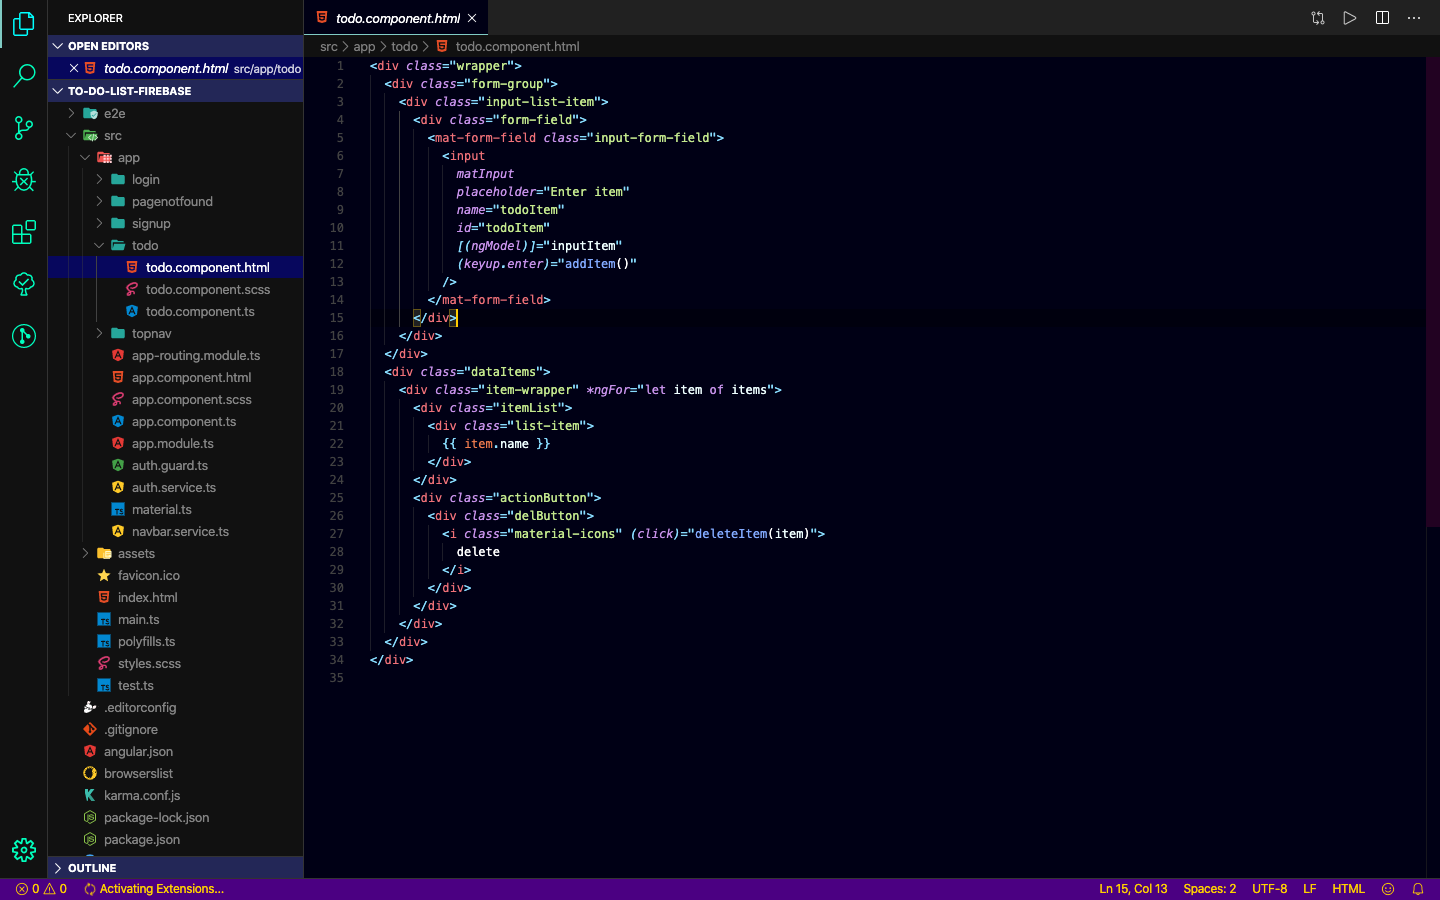 EXPLORER
OPEN EDITORS
todo.component.html src/app/todo
TO-DO-LIST-FIREBASE
e2e
src
app
login
pagenotfound
signup
todo
todo.component.html
todo.component.scss
todo.component.ts
topnav
app-routing.module.ts
app.component.html
app.component.scss
app.component.ts
app.module.ts
auth.guard.ts
auth.service.ts
material.ts
navbar.service.ts
assets
favicon.ico
index.html
main.ts
polyfills.ts
styles.scss
test.ts
.editorconfig
.gitignore
angular.json
browserslist
karma.conf.js
package-lock.json
package.json
OUTLINE
todo.component.html
src > app > todo > todo.component.html
1 <div class="wrapper">
2 <div class="form-group">
3 <div class="input-list-item">
4 <div class="form-field">
5 <mat-form-field class="input-form-field">
6 <input
7 matInput
8 placeholder="Enter item"
9 name="todoItem"
10 id="todoItem"
11 [(ngModel)]="inputItem"
12 (keyup.enter)="addItem()"
13 />
14 </mat-form-field>
15 </div>
16 </div>
17 </div>
18 <div class="dataItems">
19 <div class="item-wrapper" *ngFor="let item of items">
20 <div class="itemList">
21 <div class="list-item">
22 {{ item.name }}
23 </div>
24 </div>
25 <div class="actionButton">
26 <div class="delButton">
27 <i class="material-icons" (click)="deleteItem(item)">
28 delete
29 </i>
30 </div>
31 </div>
32 </div>
33 </div>
34 </div>
35
0 0 Activating Extensions... Ln 15, Col 13 Spaces: 2 UTF-8 LF HTML